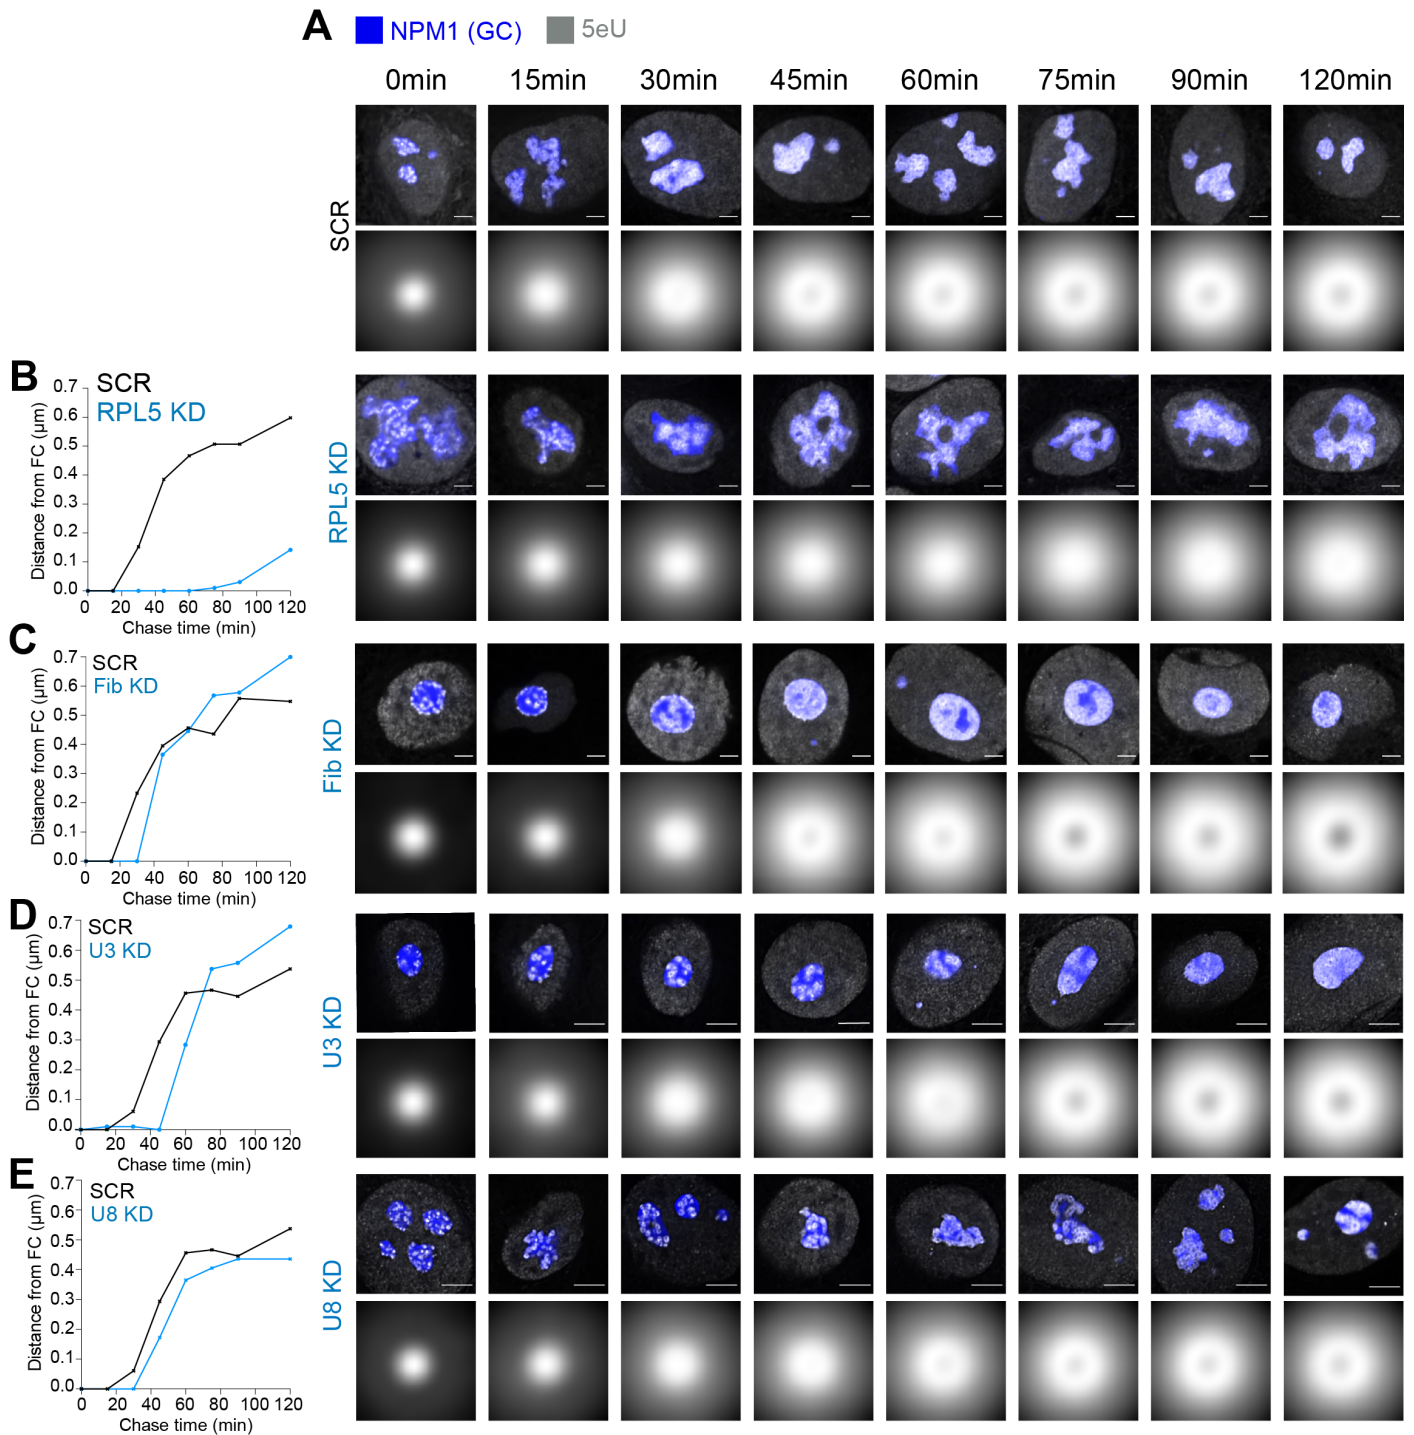 A
NPM1 (GC) 5eU
0min 15min 30min 45min 60min 75min 90min 120min
SCR
B
SCR
RPL5 KD
Distance from FC (μm)
0.7
0.6
0.5
0.4
0.3
0.2
0.1
0.0
0 20 40 60 80 100 120
Chase time (min)
RPL5 KD
C
SCR
Fib KD
Distance from FC (μm)
0.7
0.6
0.5
0.4
0.3
0.2
0.1
0.0
0 20 40 60 80 100 120
Chase time (min)
Fib KD
D
SCR
U3 KD
Distance from FC (μm)
0.7
0.6
0.5
0.4
0.3
0.2
0.1
0.0
0 20 40 60 80 100 120
Chase time (min)
U3 KD
E
SCR
U8 KD
Distance from FC (μm)
0.7
0.6
0.5
0.4
0.3
0.2
0.1
0.0
0 20 40 60 80 100 120
Chase time (min)
U8 KD